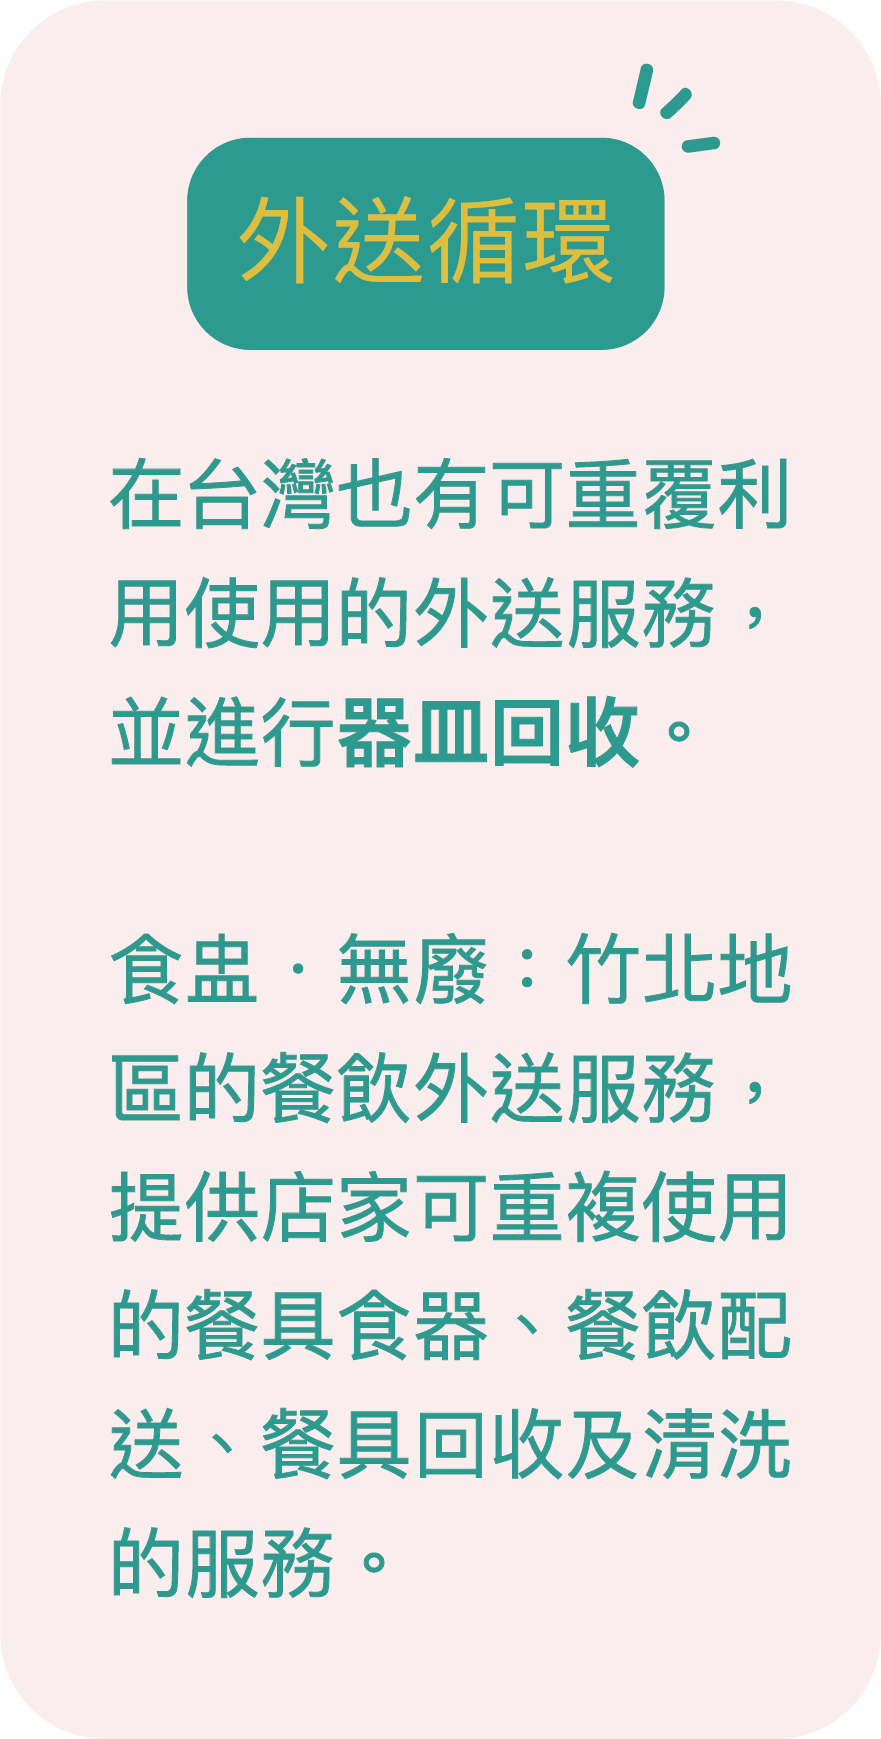 外送循環
在台灣也有可重覆利
用使用的外送服務，
並進行器皿回收。
食盅．無廢：竹北地
區的餐飲外送服務，
提供店家可重複使用
的餐具食器、餐飲配
送、餐具回收及清洗
的服務。